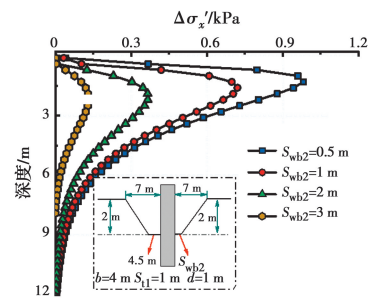 Δσx′/kPa
0 0.3 0.6 0.9 1.2
3
6
9
12
深度/m
Swb2=0.5 m
Swb2=1 m
Swb2=2 m
Swb2=3 m
7 m 7 m
2 m 2 m
4.5 m Swb2
b=4 m St1=1 m d=1 m